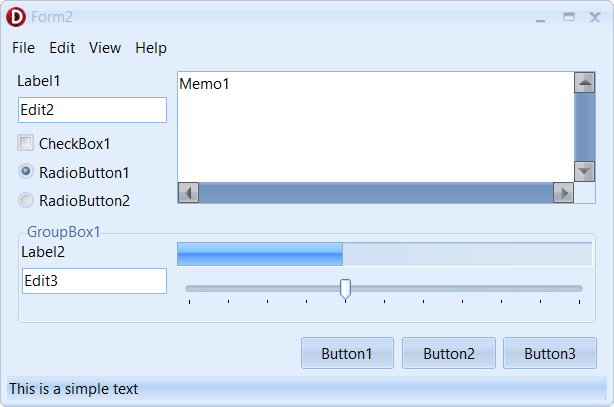 D Form2
File Edit View Help
Label1
Edit2
Memo1
CheckBox1
RadioButton1
RadioButton2
GroupBox1
Label2
Edit3
Button1 Button2 Button3
This is a simple text